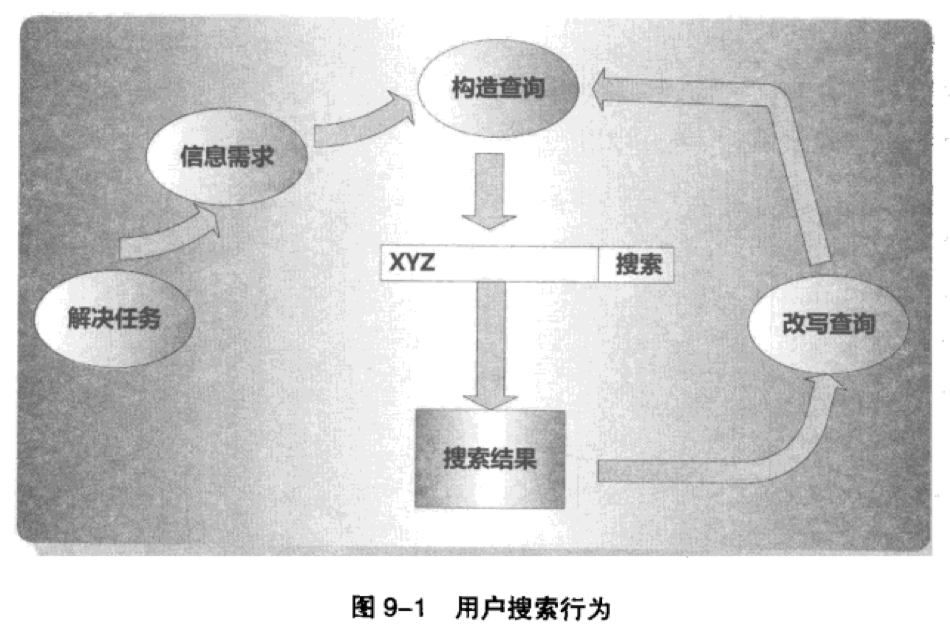 构造查询
信息需求
XYZ 搜索
解决任务
改写查询
搜索结果
图 9-1 用户搜索行为